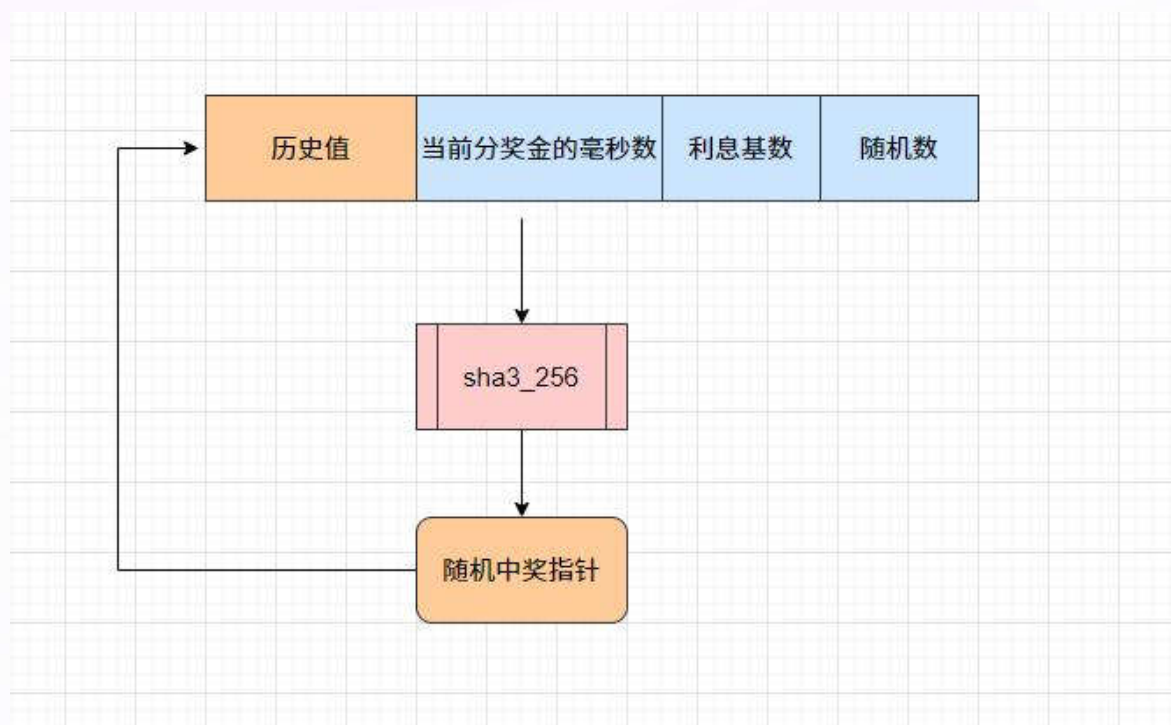 历史值
当前分奖金的毫秒数
利息基数
随机数
sha3_256
随机中奖指针